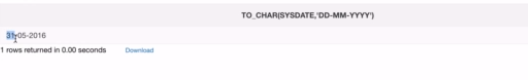 TO_CHAR(SYSDATE,'DD-MM-YYYY')
31-05-2016
1 rows returned in 0.00 seconds Download